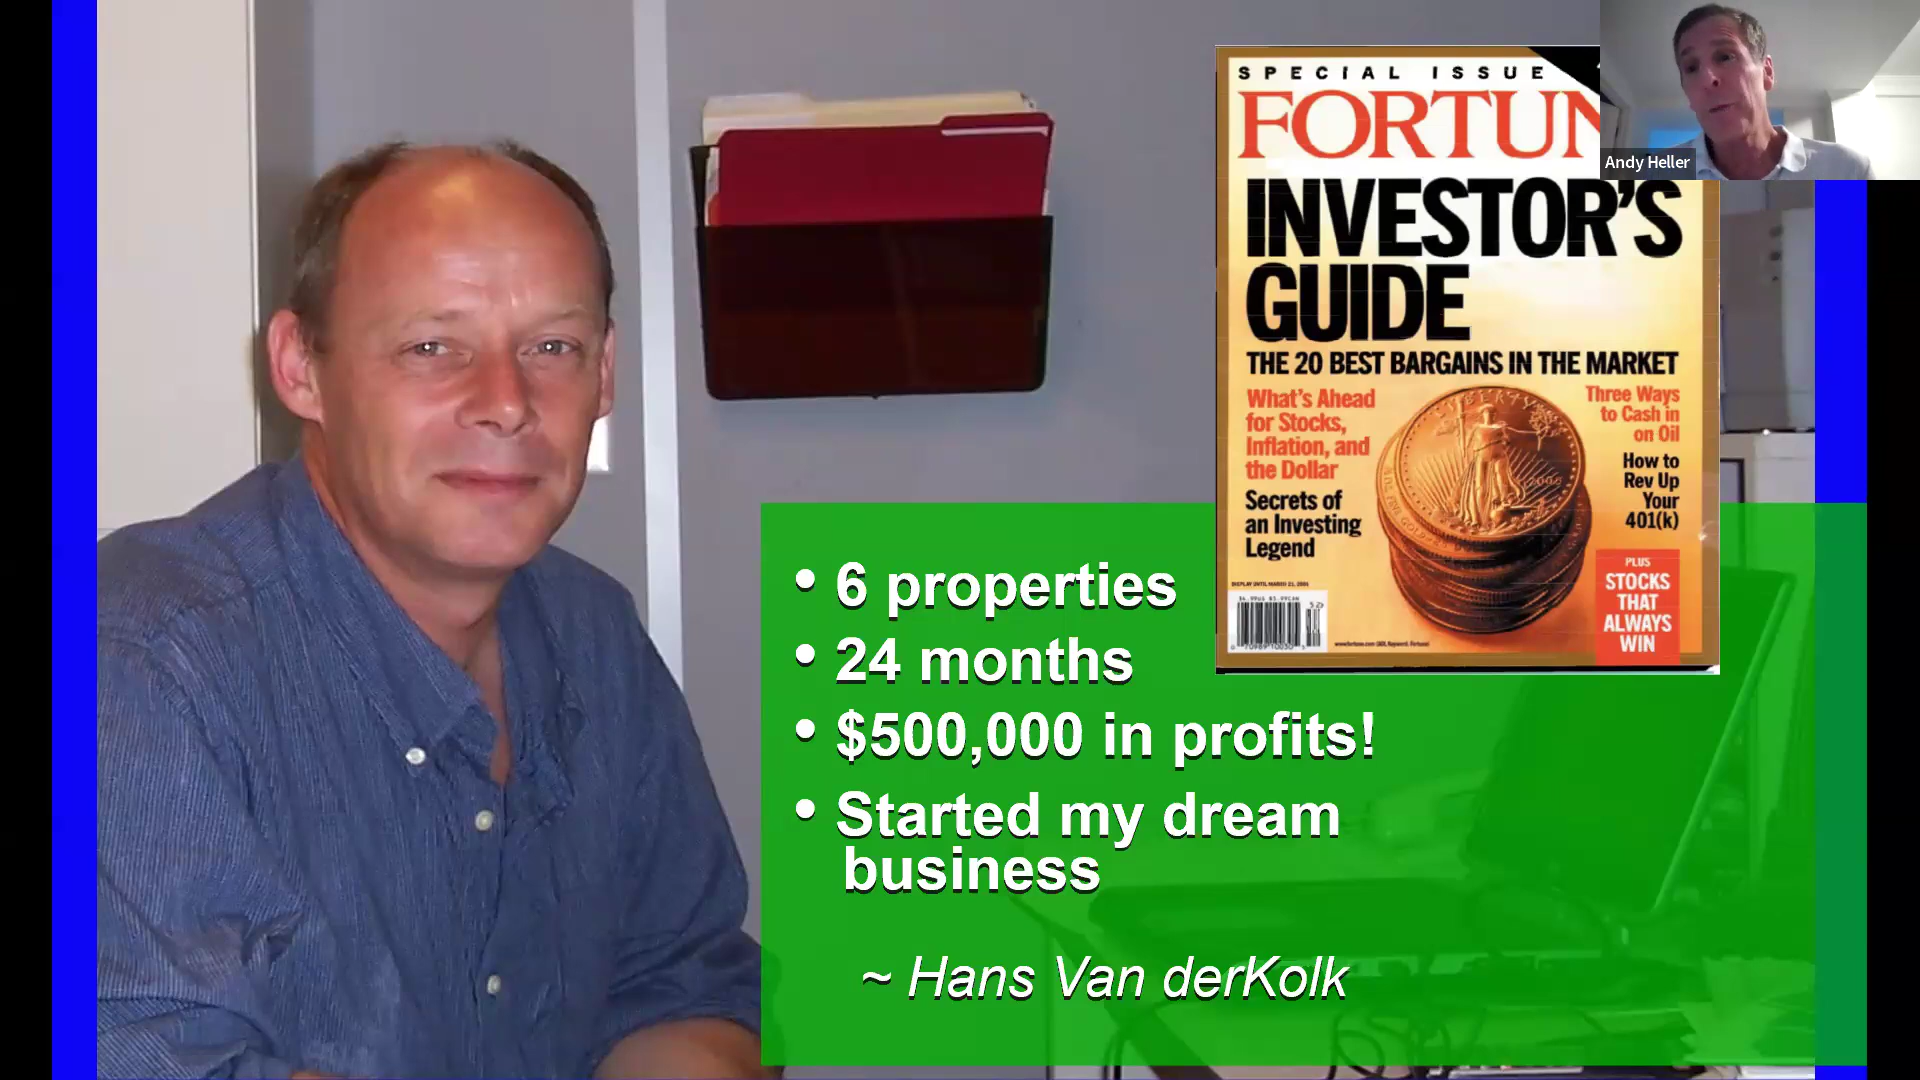 SPECIAL ISSUE
FORTUN
INVESTOR'S
GUIDE
THE 20 BEST BARGAINS IN THE MARKET
What's Ahead
for Stocks,
Inflation, and
the Dollar
Secrets of
an Investing
Legend
Three Ways
to Cash in
on Oil
How to
Rev Up
Your
401(k)
LIBERTY
PLUS
STOCKS
THAT
ALWAYS
WIN
Andy Heller
• 6 properties
• 24 months
• $500,000 in profits!
• Started my dream
business
~ Hans Van derKolk